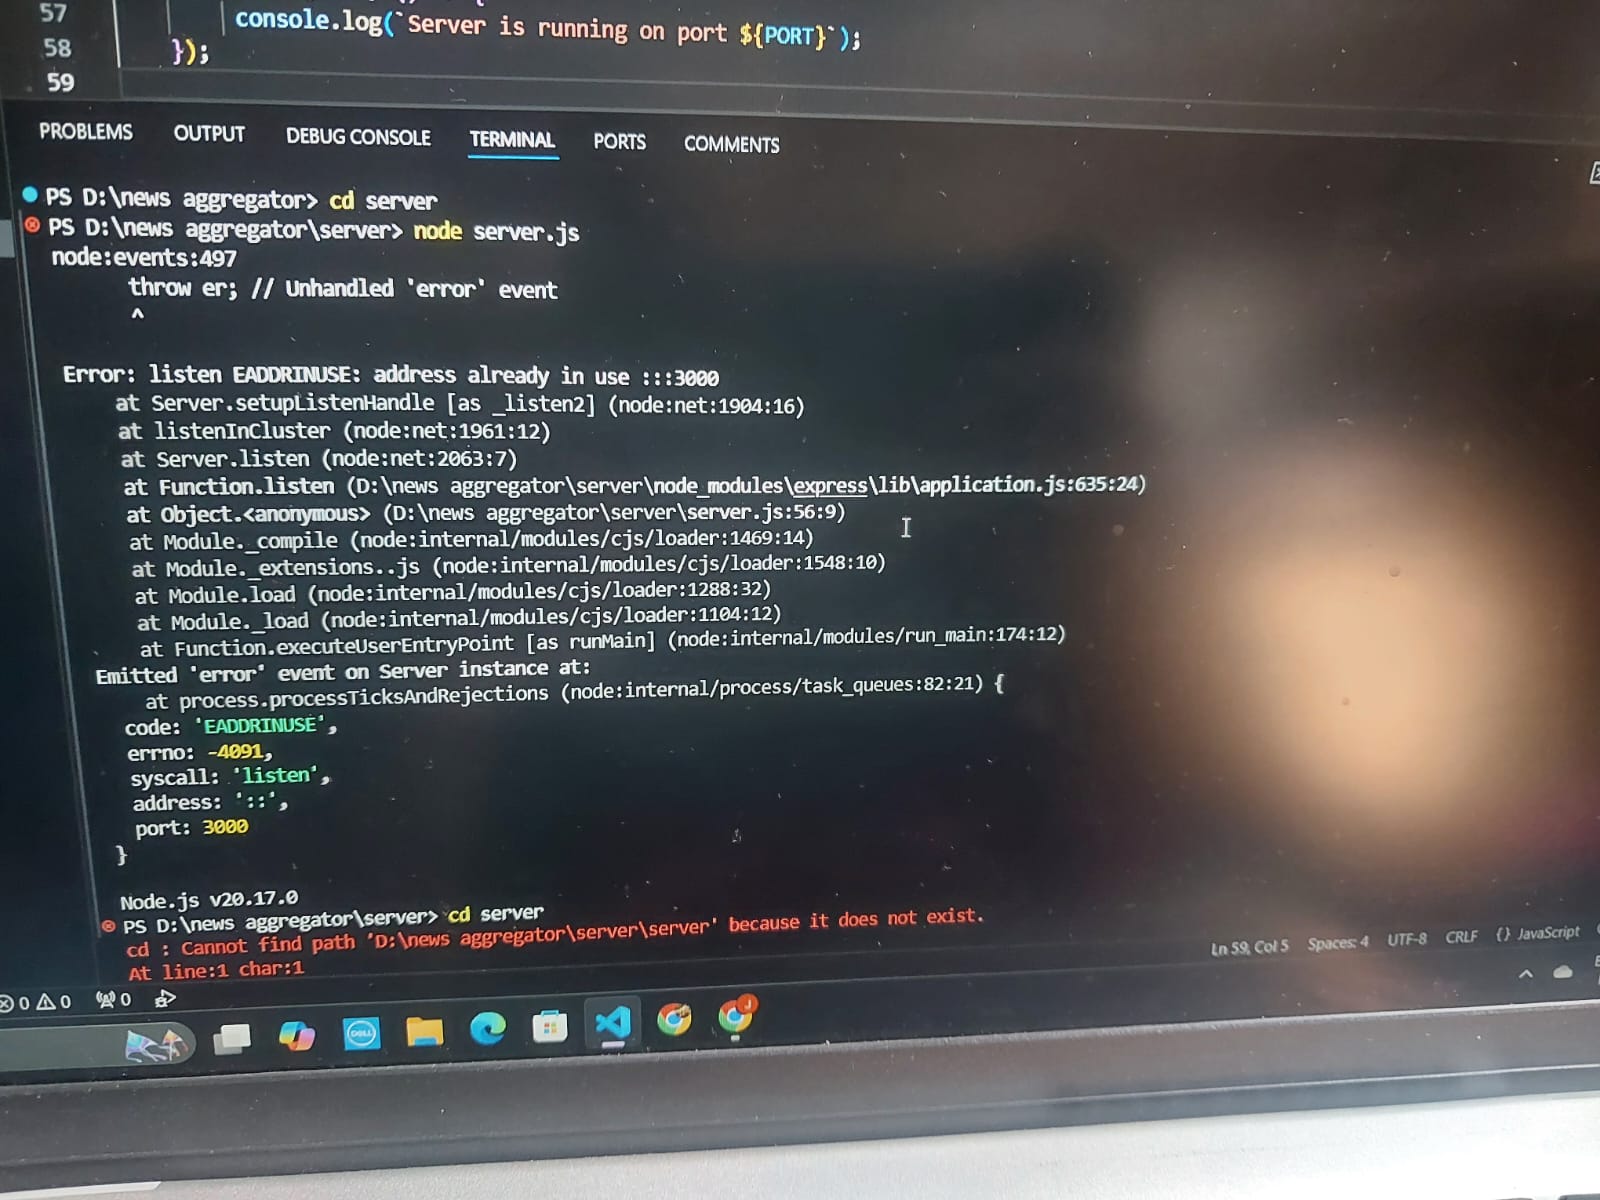 57
console.log(`Server is running on port ${PORT}`);
58
});
59
PROBLEMS OUTPUT DEBUG CONSOLE TERMINAL PORTS COMMENTS
PS D:\news aggregator> cd server
PS D:\news aggregator\server> node server.js
node:events:497
throw er; // Unhandled 'error' event
^
Error: listen EADDRINUSE: address already in use :::3000
at Server.setupListenHandle [as _listen2] (node:net:1904:16)
at listenInCluster (node:net:1961:12)
at Server.listen (node:net:2063:7)
at Function.listen (D:\news aggregator\server\node_modules\express\lib\application.js:635:24)
at Object.<anonymous> (D:\news aggregator\server\server.js:56:9)
at Module._compile (node:internal/modules/cjs/loader:1469:14)
at Module._extensions..js (node:internal/modules/cjs/loader:1548:10)
at Module.load (node:internal/modules/cjs/loader:1288:32)
at Module._load (node:internal/modules/cjs/loader:1104:12)
at Function.executeUserEntryPoint [as runMain] (node:internal/modules/run_main:174:12)
Emitted 'error' event on Server instance at:
at process.processTicksAndRejections (node:internal/process/task_queues:82:21) {
code: 'EADDRINUSE',
errno: -4091,
syscall: 'listen',
address: '::',
port: 3000
}
Node.js v20.17.0
PS D:\news aggregator\server> cd server
cd : Cannot find path 'D:\news aggregator\server\server' because it does not exist.
At line:1 char:1
0 0 0 Ln 59, Col 5 Spaces: 4 UTF-8 CRLF {} JavaScript
DELL
J